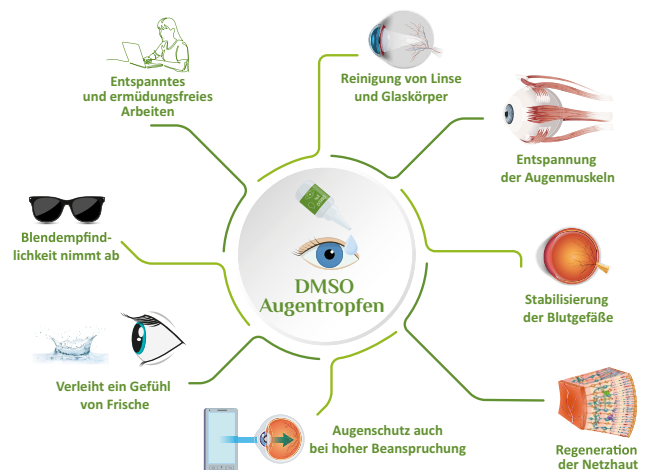 Entspanntes
und ermüdungsfreies
Arbeiten
Reinigung von Linse
und Glaskörper
Entspannung
der Augenmuskeln
Blendempfind-
lichkeit nimmt ab
DMSO
Augentropfen
Stabilisierung
der Blutgefäße
Verleiht ein Gefühl
von Frische
Augenschutz auch
bei hoher Beanspruchung
Regeneration
der Netzhaut